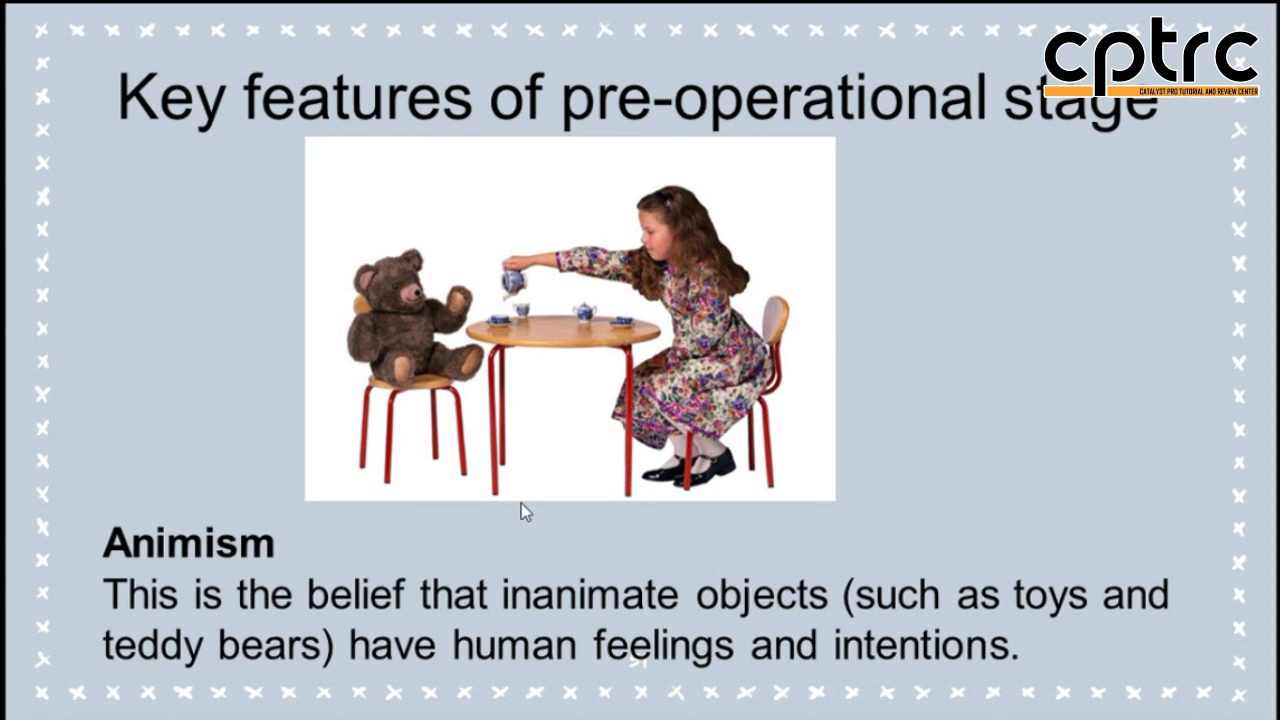 cptrc
CATALYST PRO TUTORIAL AND REVIEW CENTER
Key features of pre-operational stage
Animism
This is the belief that inanimate objects (such as toys and
teddy bears) have human feelings and intentions.